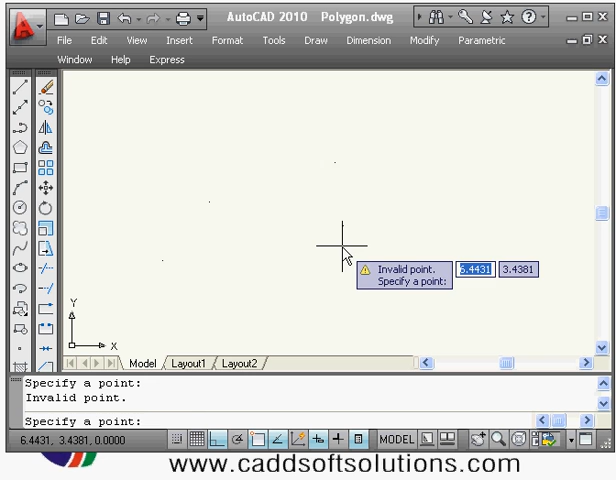 AutoCAD 2010 Polygon.dwg
File Edit View Insert Format Tools Draw Dimension Modify Parametric
Window Help Express
Invalid point. 6.4431 3.4381
Specify a point:
Y
X
Model Layout1 Layout2
Specify a point:
Invalid point.
Specify a point:
6.4431, 3.4381, 0.0000 MODEL
www.caddsoftsolutions.com